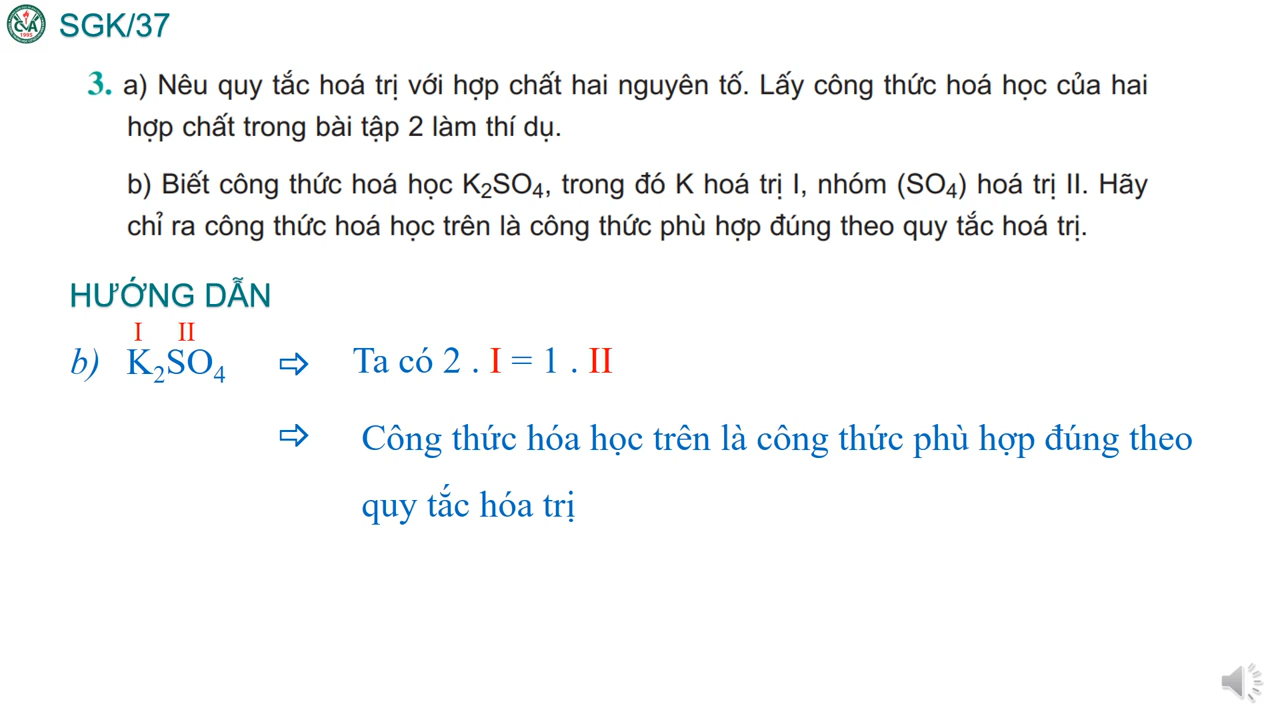 CVA
1995
SGK/37
3. a) Nêu quy tắc hoá trị với hợp chất hai nguyên tố. Lấy công thức hoá học của hai
hợp chất trong bài tập 2 làm thí dụ.
b) Biết công thức hoá học K₂SO₄, trong đó K hoá trị I, nhóm (SO₄) hoá trị II. Hãy
chỉ ra công thức hoá học trên là công thức phù hợp đúng theo quy tắc hoá trị.
HƯỚNG DẪN
I II
b) K₂SO₄ ⇨ Ta có 2 . I = 1 . II
⇨ Công thức hóa học trên là công thức phù hợp đúng theo
quy tắc hóa trị